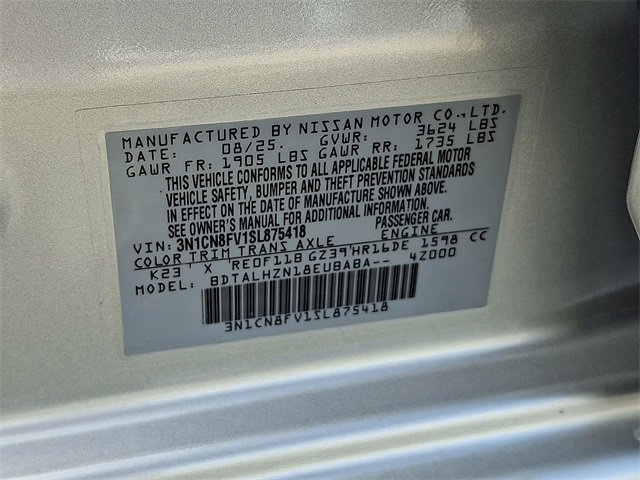 MANUFACTURED BY NISSAN MOTOR CO., LTD.
DATE: 08/25. GVWR: 3624 LBS
GAWR FR: 1905 LBS GAWR RR: 1735 LBS
THIS VEHICLE CONFORMS TO ALL APPLICABLE FEDERAL MOTOR
VEHICLE SAFETY, BUMPER AND THEFT PREVENTION STANDARDS
IN EFFECT ON THE DATE OF MANUFACTURE SHOWN ABOVE.
SEE OWNER'S MANUAL FOR ADDITIONAL INFORMATION.
VIN: 3N1CN8FV1SL875418 PASSENGER CAR.
COLOR TRIM TRANS AXLE ENGINE
K23 X RE0F11B GZ39 HR16DE 1598 CC
MODEL: BDTALHZN18EUBABA-- 4Z000
3N1CN8FV1SL875418